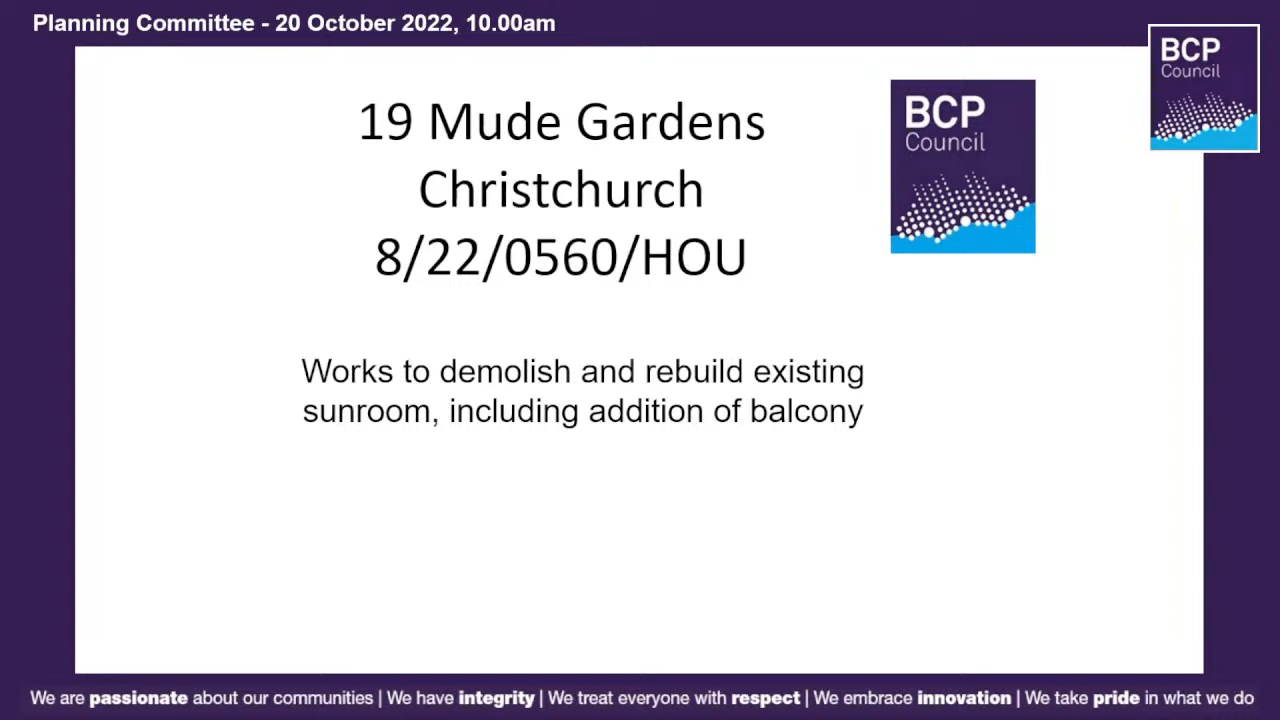 Planning Committee - 20 October 2022, 10.00am
BCP
Council
19 Mude Gardens
Christchurch
8/22/0560/HOU
BCP
Council
Works to demolish and rebuild existing
sunroom, including addition of balcony
We are passionate about our communities | We have integrity | We treat everyone with respect | We embrace innovation | We take pride in what we do